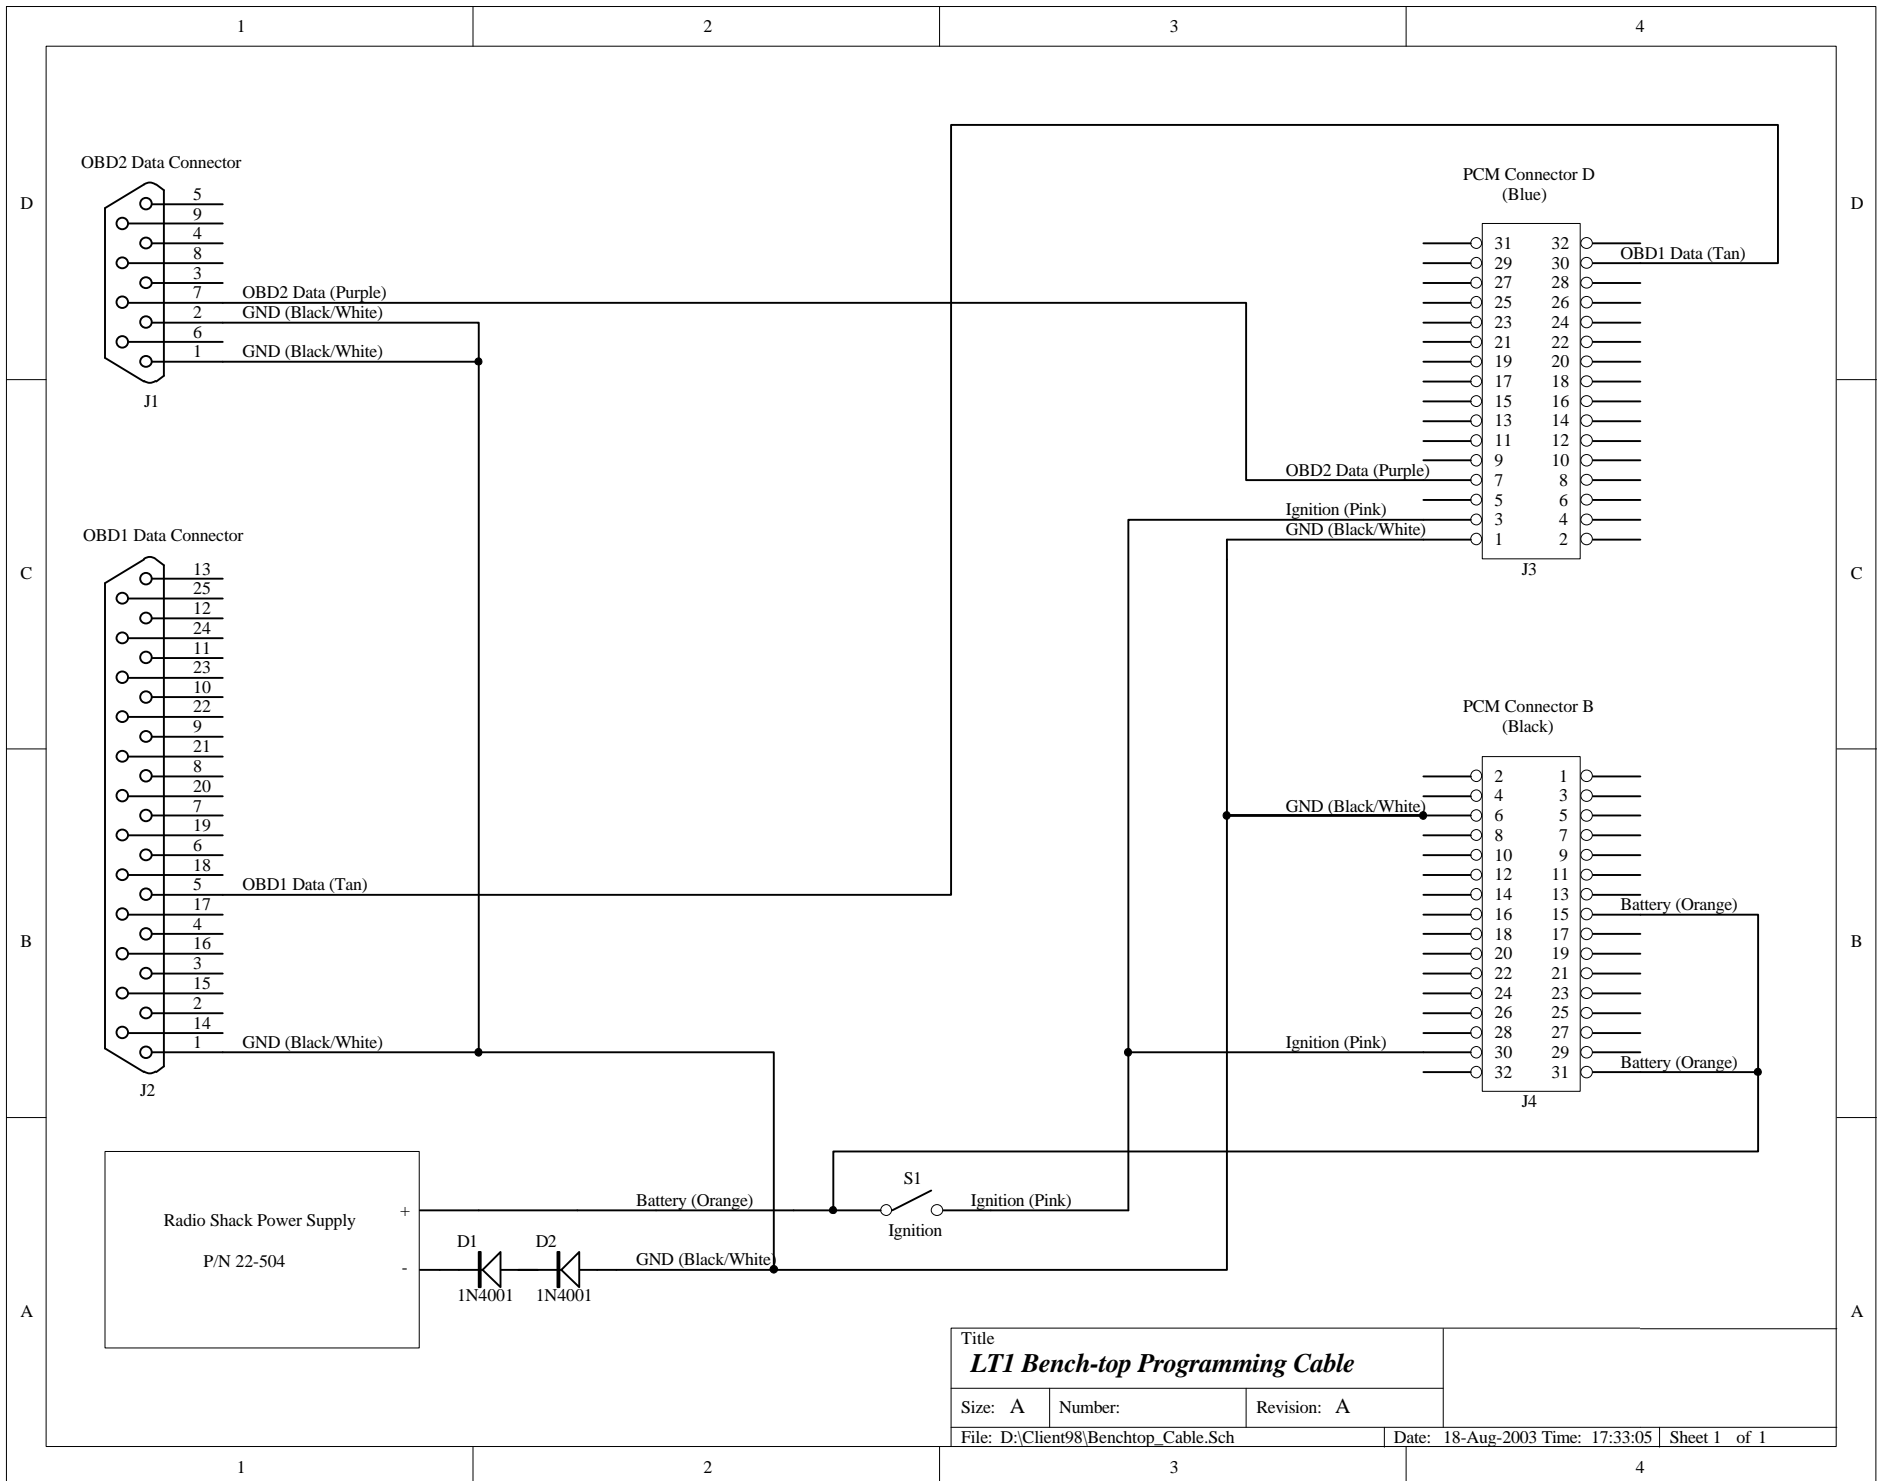 1 2 3 4
D D
C C
B B
A A
OBD2 Data Connector
5
9
4
8
3
7 OBD2 Data (Purple)
2 GND (Black/White)
6
1 GND (Black/White)
J1
OBD1 Data Connector
13
25
12
24
11
23
10
22
9
21
8
20
7
19
6
18
5 OBD1 Data (Tan)
17
4
16
3
15
2
14
1 GND (Black/White)
J2
PCM Connector D
(Blue)
31 32
29 30 OBD1 Data (Tan)
27 28
25 26
23 24
21 22
19 20
17 18
15 16
13 14
11 12
9 10
OBD2 Data (Purple) 7 8
5 6
Ignition (Pink) 3 4
GND (Black/White) 1 2
J3
PCM Connector B
(Black)
2 1
4 3
GND (Black/White) 6 5
8 7
10 9
12 11
14 13
16 15 Battery (Orange)
18 17
20 19
22 21
24 23
26 25
28 27
Ignition (Pink) 30 29
32 31 Battery (Orange)
J4
Radio Shack Power Supply
P/N 22-504
+
-
Battery (Orange)
S1
Ignition
Ignition (Pink)
D1 D2
1N4001 1N4001
GND (Black/White)
Title
LT1 Bench-top Programming Cable
Size: A Number: Revision: A
File: D:\Client98\Benchtop_Cable.Sch Date: 18-Aug-2003 Time: 17:33:05 Sheet 1 of 1
1 2 3 4